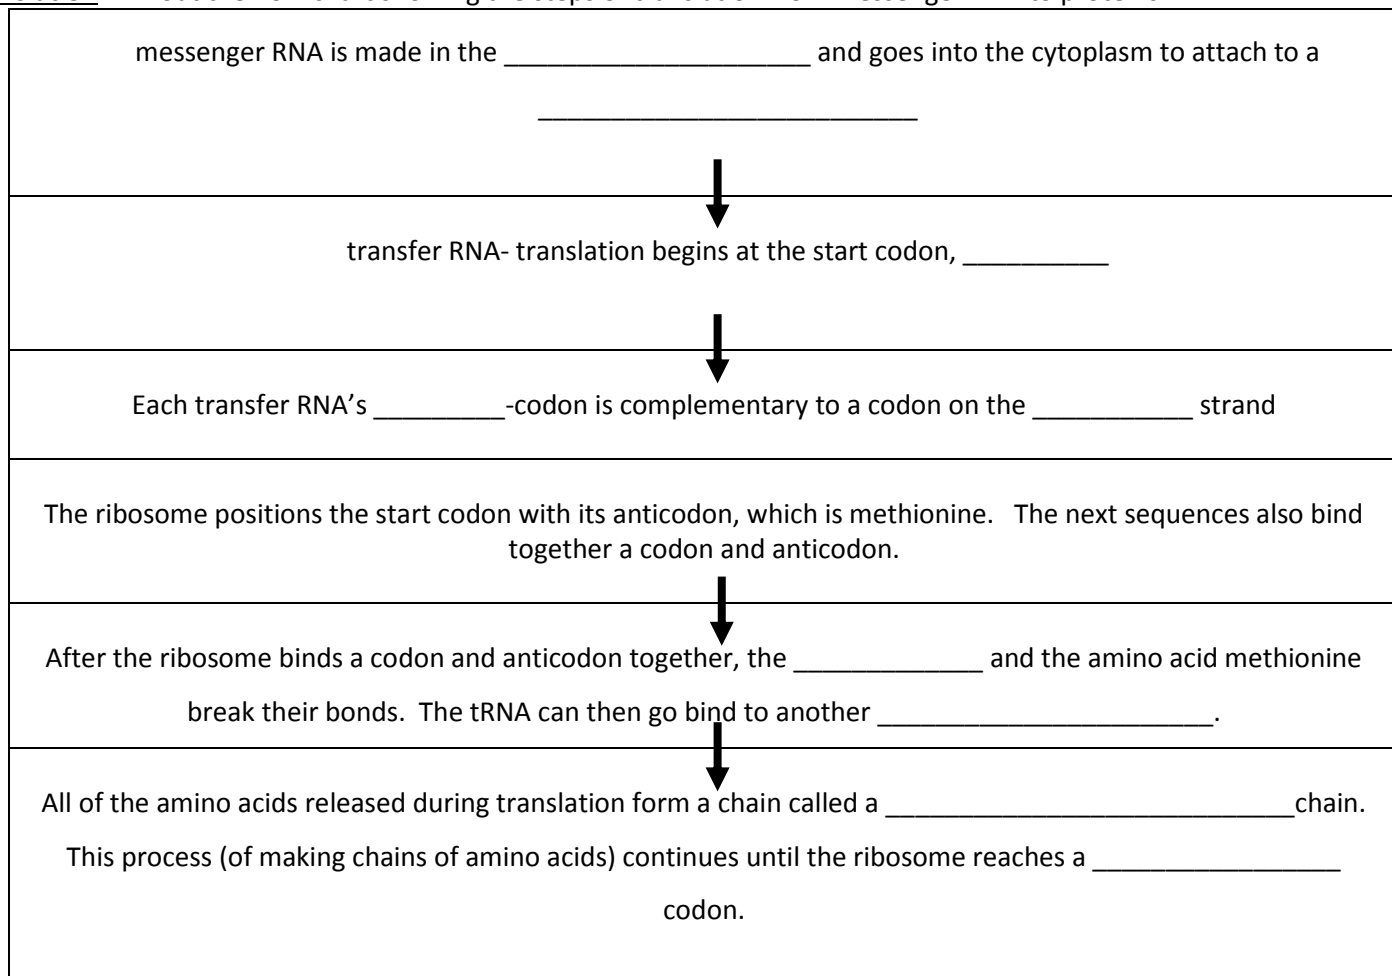 messenger RNA is made in the _____________________ and goes into the cytoplasm to attach to a
__________________________
transfer RNA- translation begins at the start codon, __________
Each transfer RNA’s _________-codon is complementary to a codon on the ___________ strand
The ribosome positions the start codon with its anticodon, which is methionine.   The next sequences also bind
together a codon and anticodon.
After the ribosome binds a codon and anticodon together, the _____________ and the amino acid methionine
break their bonds.  The tRNA can then go bind to another _______________________.
All of the amino acids released during translation form a chain called a ____________________________chain.
This process (of making chains of amino acids) continues until the ribosome reaches a _________________
codon.